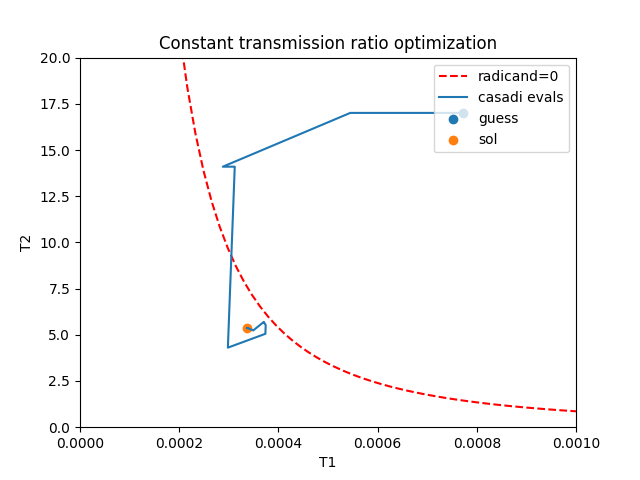 Constant transmission ratio optimization
20.0
17.5
15.0
12.5
10.0
7.5
5.0
2.5
0.0
T2
radicand=0
casadi evals
guess
sol
0.0000
0.0002
0.0004
0.0006
0.0008
0.0010
T1